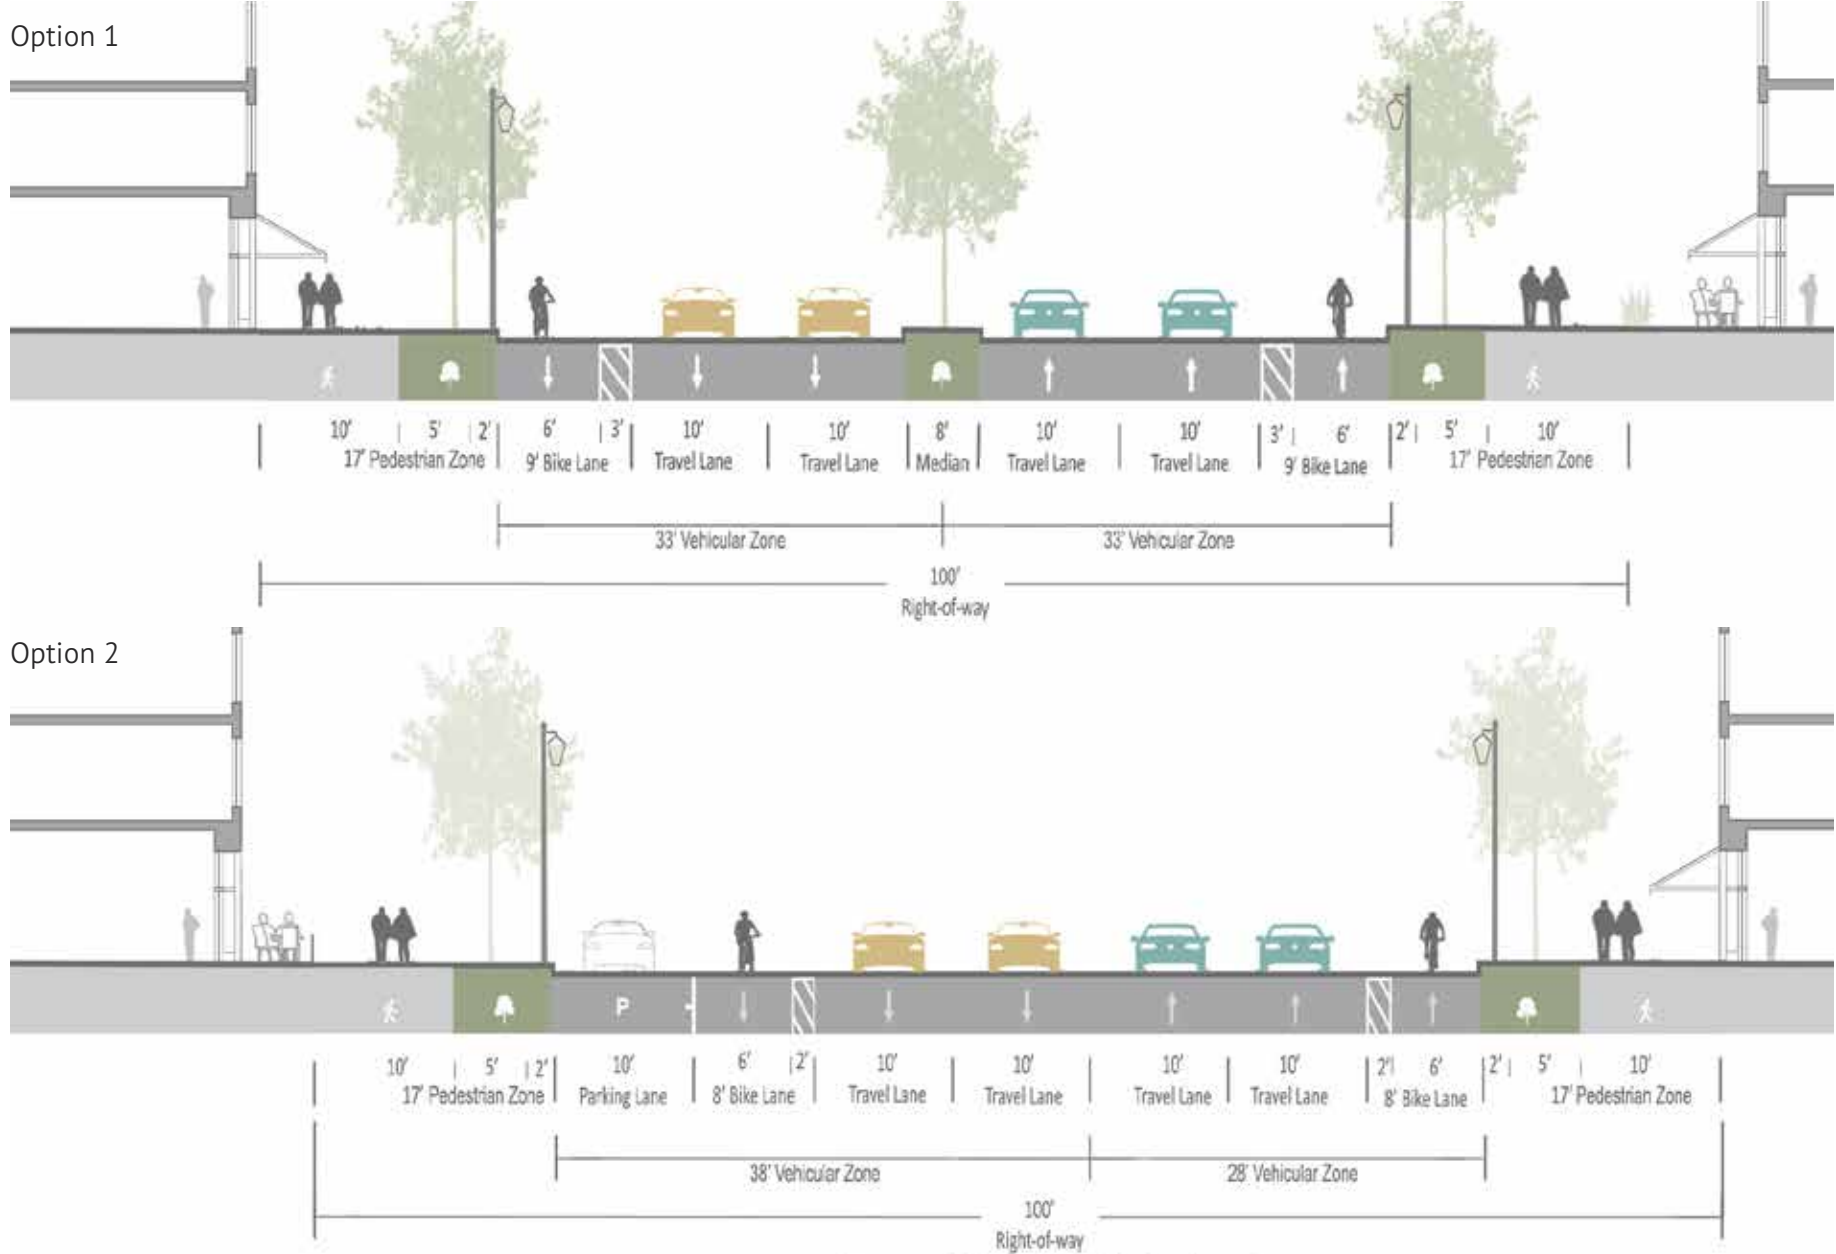 Option 1
10' 5' 2' 6' 3' 10' 10' 8' 10' 10' 3' 6' 2' 5' 10'
17' Pedestrian Zone 9' Bike Lane Travel Lane Travel Lane Median Travel Lane Travel Lane 9' Bike Lane 17' Pedestrian Zone
33' Vehicular Zone 33' Vehicular Zone
100'
Right-of-way
Option 2
P
10' 5' 2' 10' 6' 2' 10' 10' 10' 10' 2' 6' 2' 5' 10'
17' Pedestrian Zone Parking Lane 8' Bike Lane Travel Lane Travel Lane Travel Lane Travel Lane 8' Bike Lane 17' Pedestrian Zone
38' Vehicular Zone 28' Vehicular Zone
100'
Right-of-way